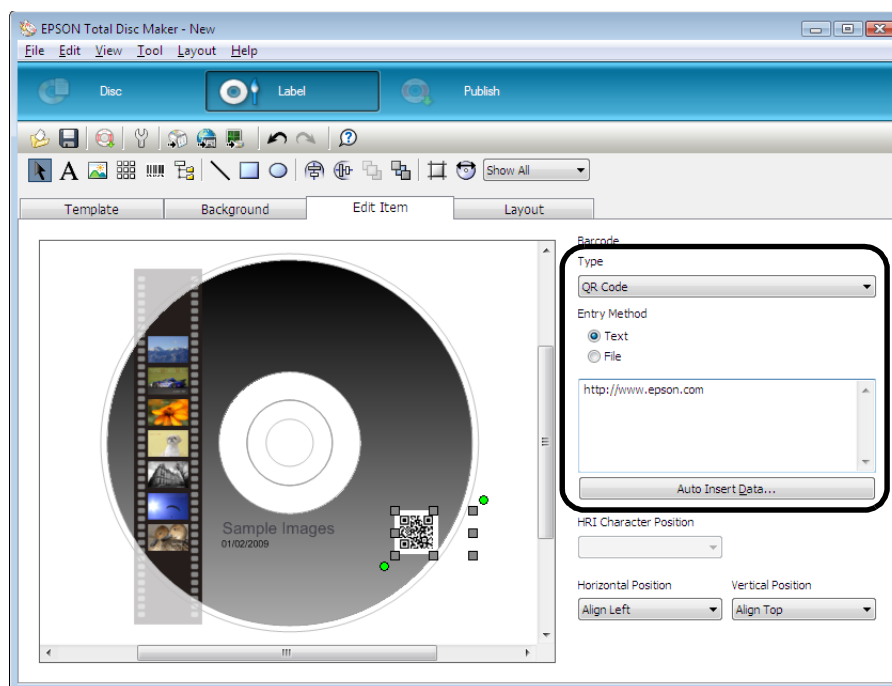 EPSON Total Disc Maker - New
File Edit View Tool Layout Help
Disc Label Publish
A Show All
Template Background Edit Item Layout
Barcode
Type
QR Code
Entry Method
Text
File
http://www.epson.com
Auto Insert Data...
HRI Character Position
Horizontal Position Vertical Position
Align Left Align Top
Sample Images
01/02/2009